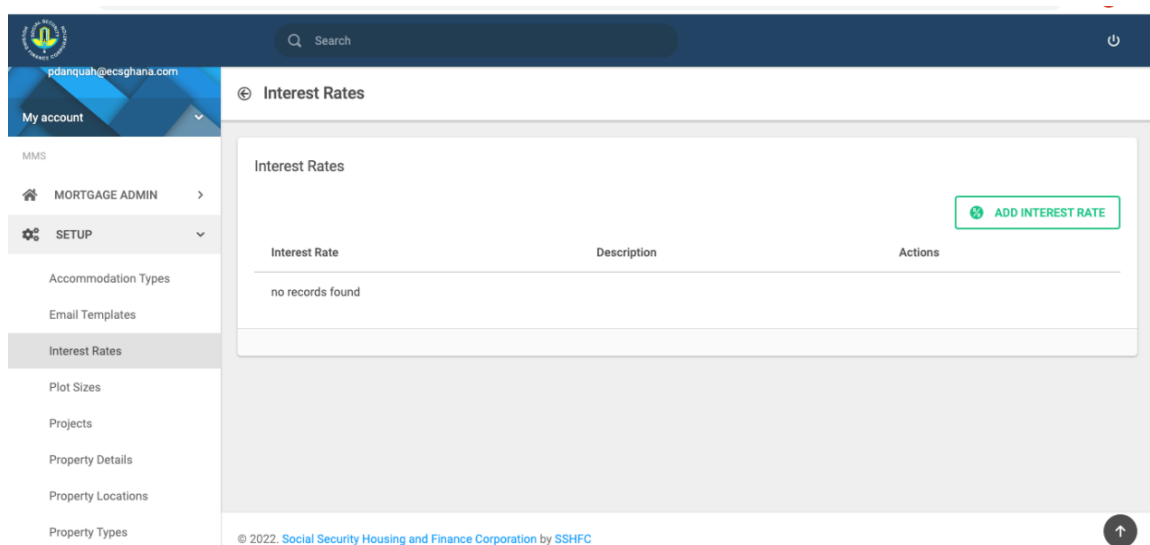 Search
pdanquah@ecsghana.com
My account
MMS
MORTGAGE ADMIN
SETUP
Accommodation Types
Email Templates
Interest Rates
Plot Sizes
Projects
Property Details
Property Locations
Property Types
Interest Rates
Interest Rates
ADD INTEREST RATE
Interest Rate Description Actions
no records found
© 2022. Social Security Housing and Finance Corporation by SSHFC